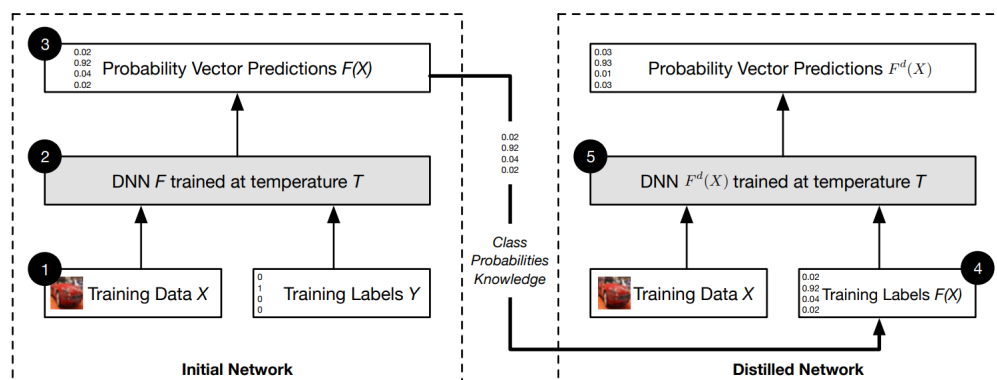 3
0.02
0.92
0.04
0.02
Probability Vector Predictions F(X)
2
DNN F trained at temperature T
1
Training Data X
0
1
0
0
Training Labels Y
Initial Network
0.02
0.92
0.04
0.02
Class
Probabilities
Knowledge
0.03
0.93
0.01
0.03
Probability Vector Predictions F^d(X)
5
DNN F^d(X) trained at temperature T
Training Data X
4
0.02
0.92
0.04
0.02
Training Labels F(X)
Distilled Network